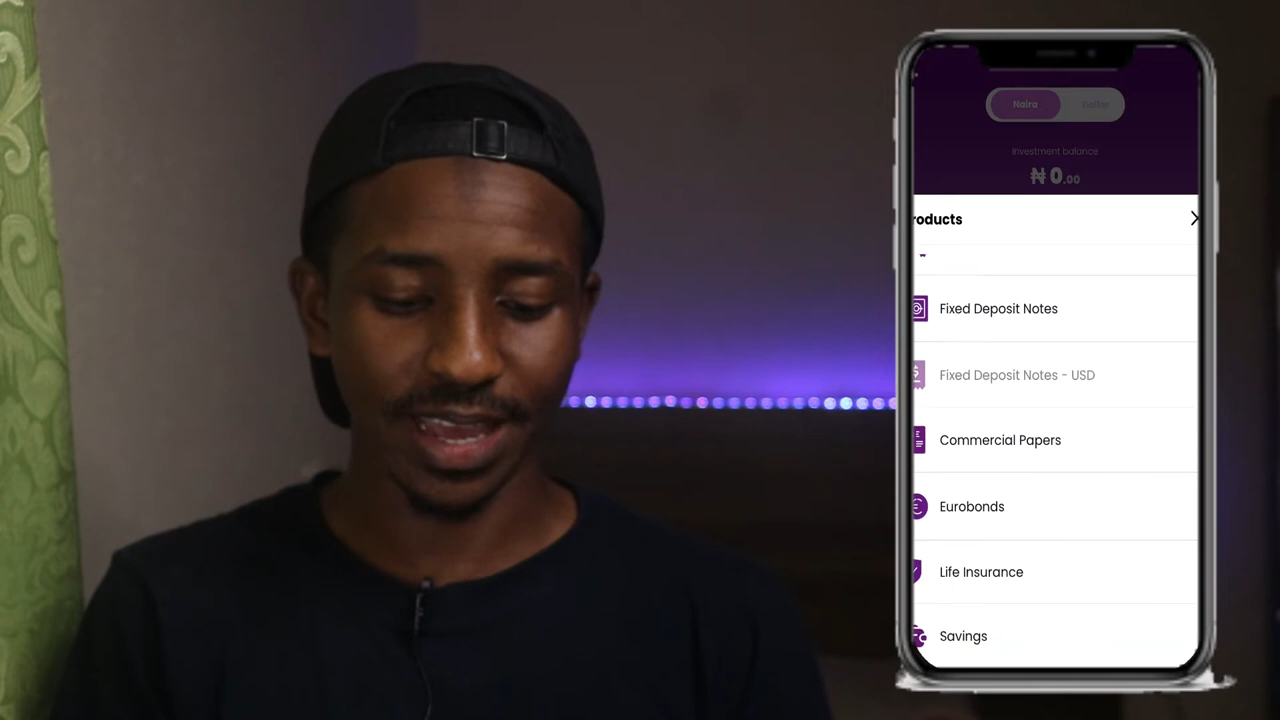 Naira Dollar
Investment balance
₦ 0.00
roducts
Fixed Deposit Notes
Fixed Deposit Notes - USD
Commercial Papers
Eurobonds
Life Insurance
Savings